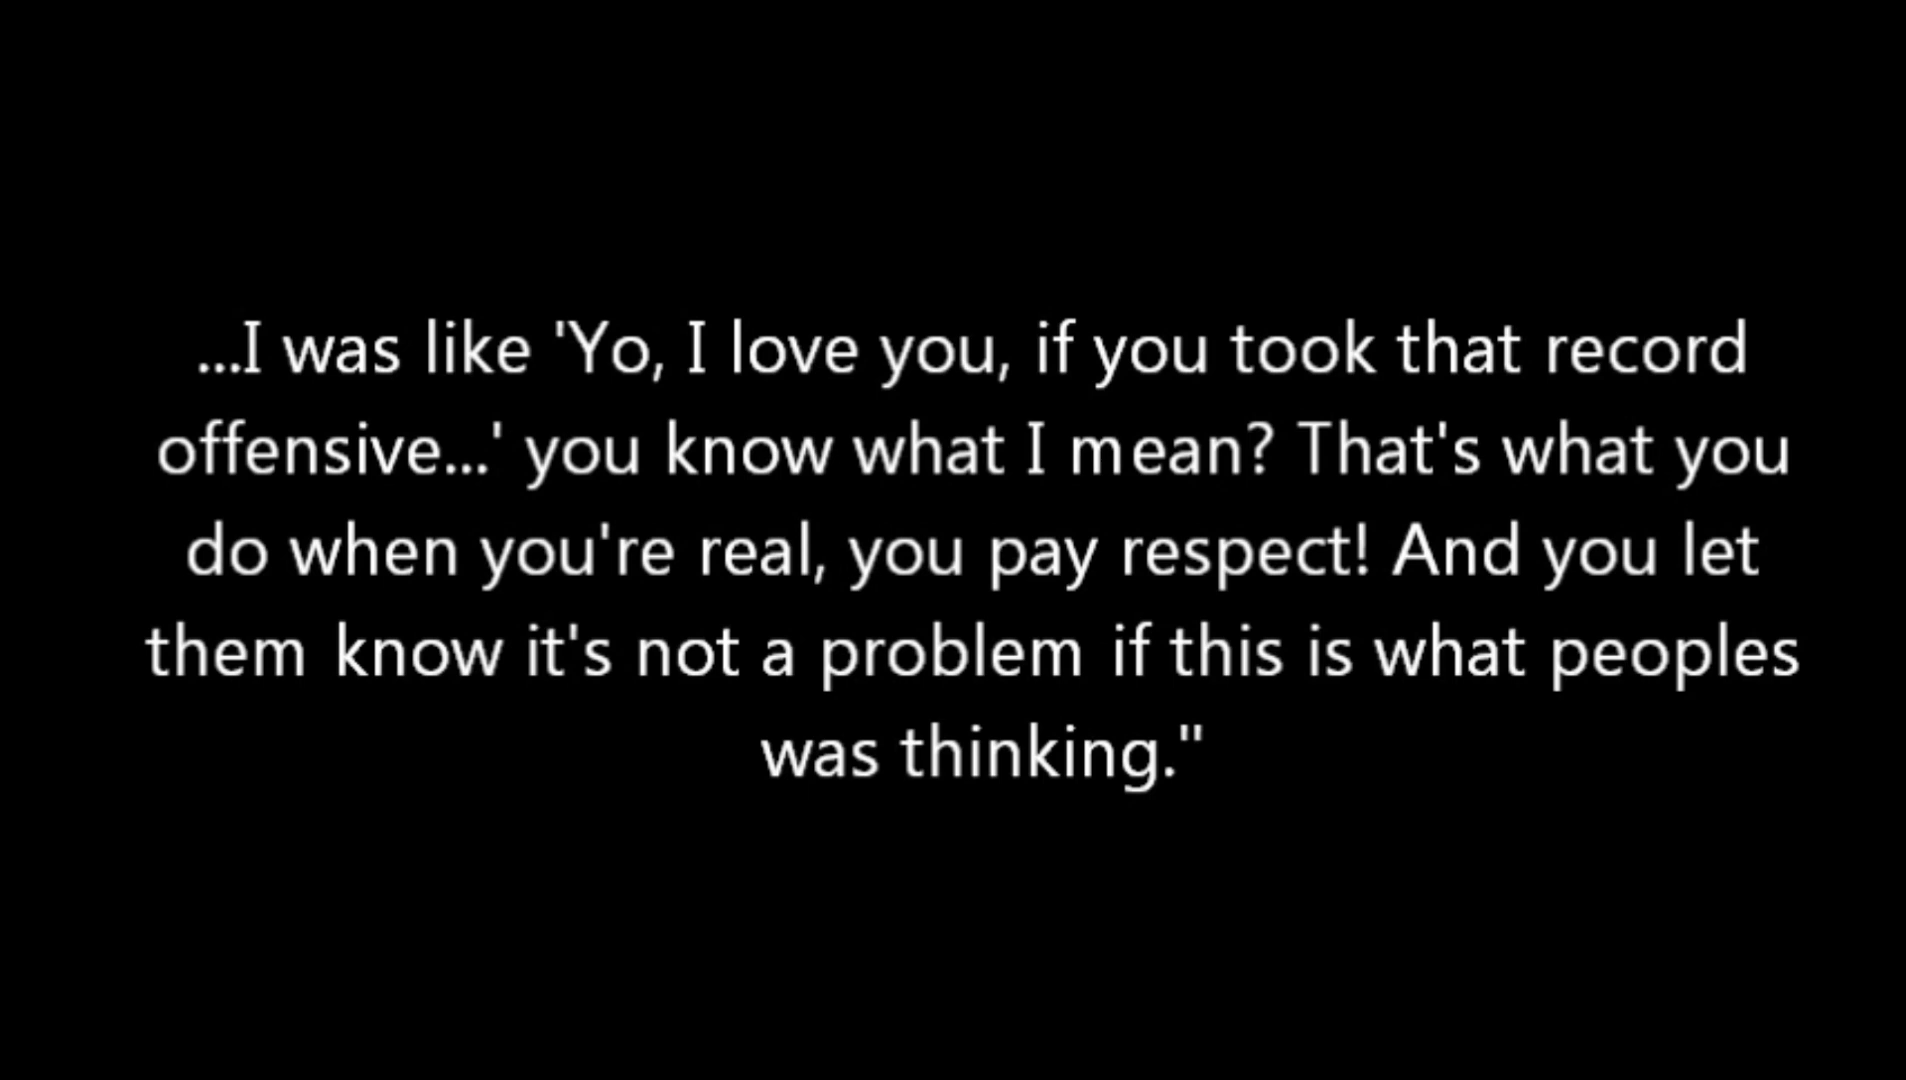 ...I was like 'Yo, I love you, if you took that record
offensive...' you know what I mean? That's what you
do when you're real, you pay respect! And you let
them know it's not a problem if this is what peoples
was thinking."